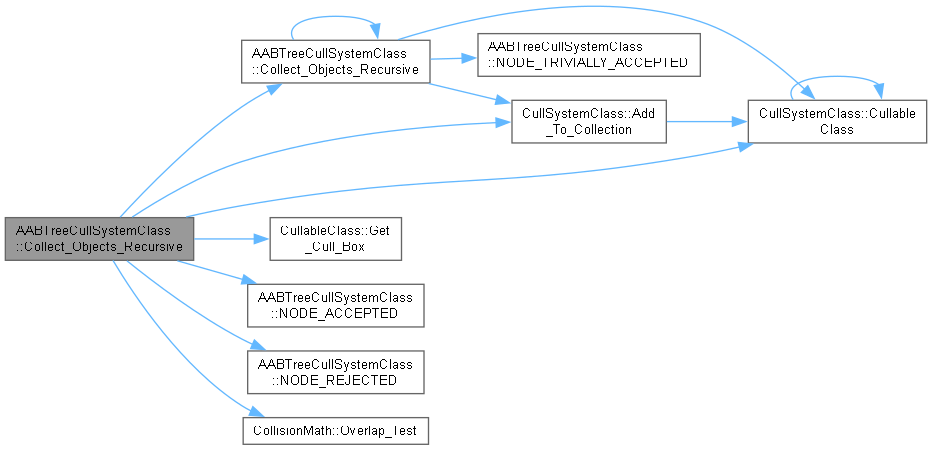 AABTreeCullSystemClass
::Collect_Objects_Recursive
AABTreeCullSystemClass
::Collect_Objects_Recursive
AABTreeCullSystemClass
::NODE_TRIVIALLY_ACCEPTED
CullSystemClass::Add
_To_Collection
CullSystemClass::Cullable
Class
CullableClass::Get
_Cull_Box
AABTreeCullSystemClass
::NODE_ACCEPTED
AABTreeCullSystemClass
::NODE_REJECTED
CollisionMath::Overlap_Test